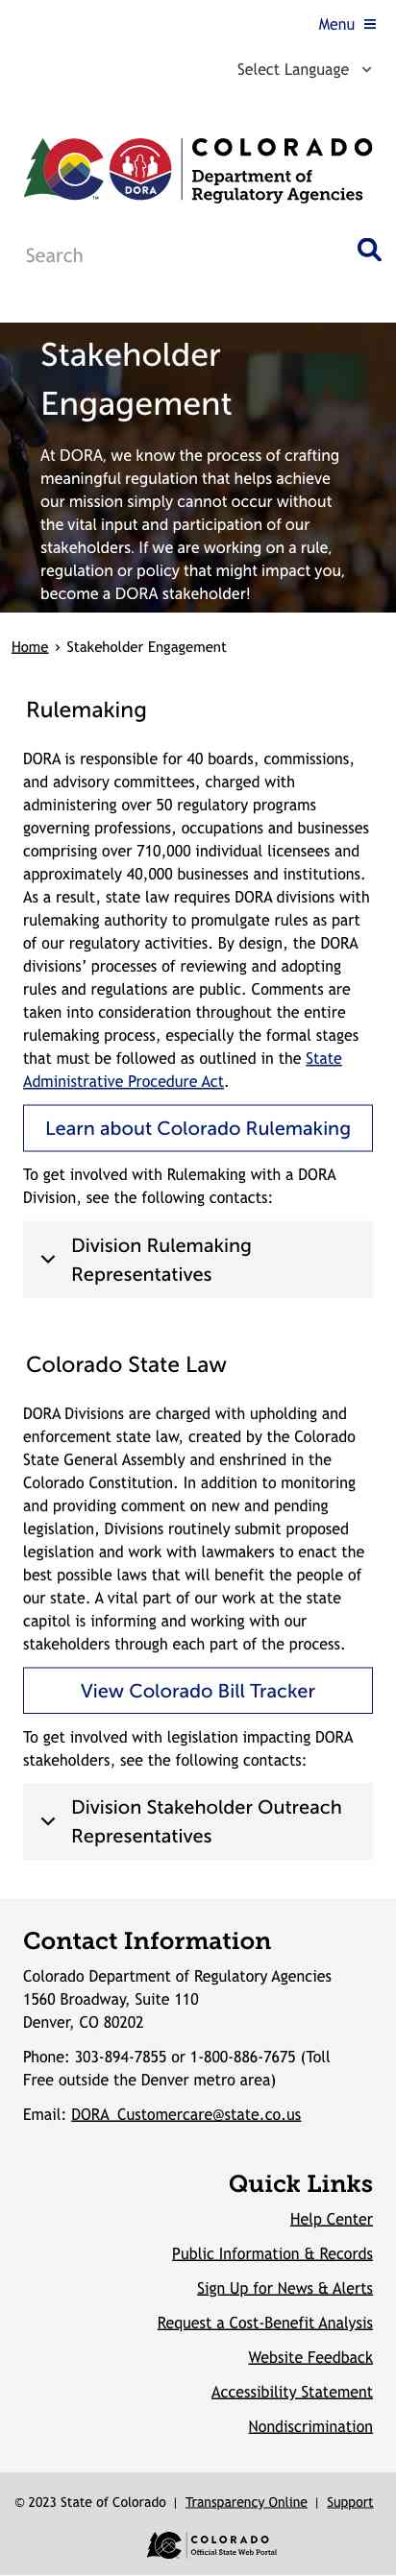 Menu
Select Language
COLORADO
Department of
Regulatory Agencies
DORA
TM
Search
Stakeholder
Engagement
At DORA, we know the process of crafting
meaningful regulation that helps achieve
our mission simply cannot occur without
the vital input and participation of our
stakeholders. If we are working on a rule,
regulation or policy that might impact you,
become a DORA stakeholder!
Home › Stakeholder Engagement
Rulemaking
DORA is responsible for 40 boards, commissions,
and advisory committees, charged with
administering over 50 regulatory programs
governing professions, occupations and businesses
comprising over 710,000 individual licensees and
approximately 40,000 businesses and institutions.
As a result, state law requires DORA divisions with
rulemaking authority to promulgate rules as part
of our regulatory activities. By design, the DORA
divisions’ processes of reviewing and adopting
rules and regulations are public. Comments are
taken into consideration throughout the entire
rulemaking process, especially the formal stages
that must be followed as outlined in the State
Administrative Procedure Act.
Learn about Colorado Rulemaking
To get involved with Rulemaking with a DORA
Division, see the following contacts:
Division Rulemaking
Representatives
Colorado State Law
DORA Divisions are charged with upholding and
enforcement state law, created by the Colorado
State General Assembly and enshrined in the
Colorado Constitution. In addition to monitoring
and providing comment on new and pending
legislation, Divisions routinely submit proposed
legislation and work with lawmakers to enact the
best possible laws that will benefit the people of
our state. A vital part of our work at the state
capitol is informing and working with our
stakeholders through each part of the process.
View Colorado Bill Tracker
To get involved with legislation impacting DORA
stakeholders, see the following contacts:
Division Stakeholder Outreach
Representatives
Contact Information
Colorado Department of Regulatory Agencies
1560 Broadway, Suite 110
Denver, CO 80202
Phone: 303-894-7855 or 1-800-886-7675 (Toll
Free outside the Denver metro area)
Email: DORA_Customercare@state.co.us
Quick Links
Help Center
Public Information & Records
Sign Up for News & Alerts
Request a Cost-Benefit Analysis
Website Feedback
Accessibility Statement
Nondiscrimination
© 2023 State of Colorado | Transparency Online | Support
COLORADO
Official State Web Portal